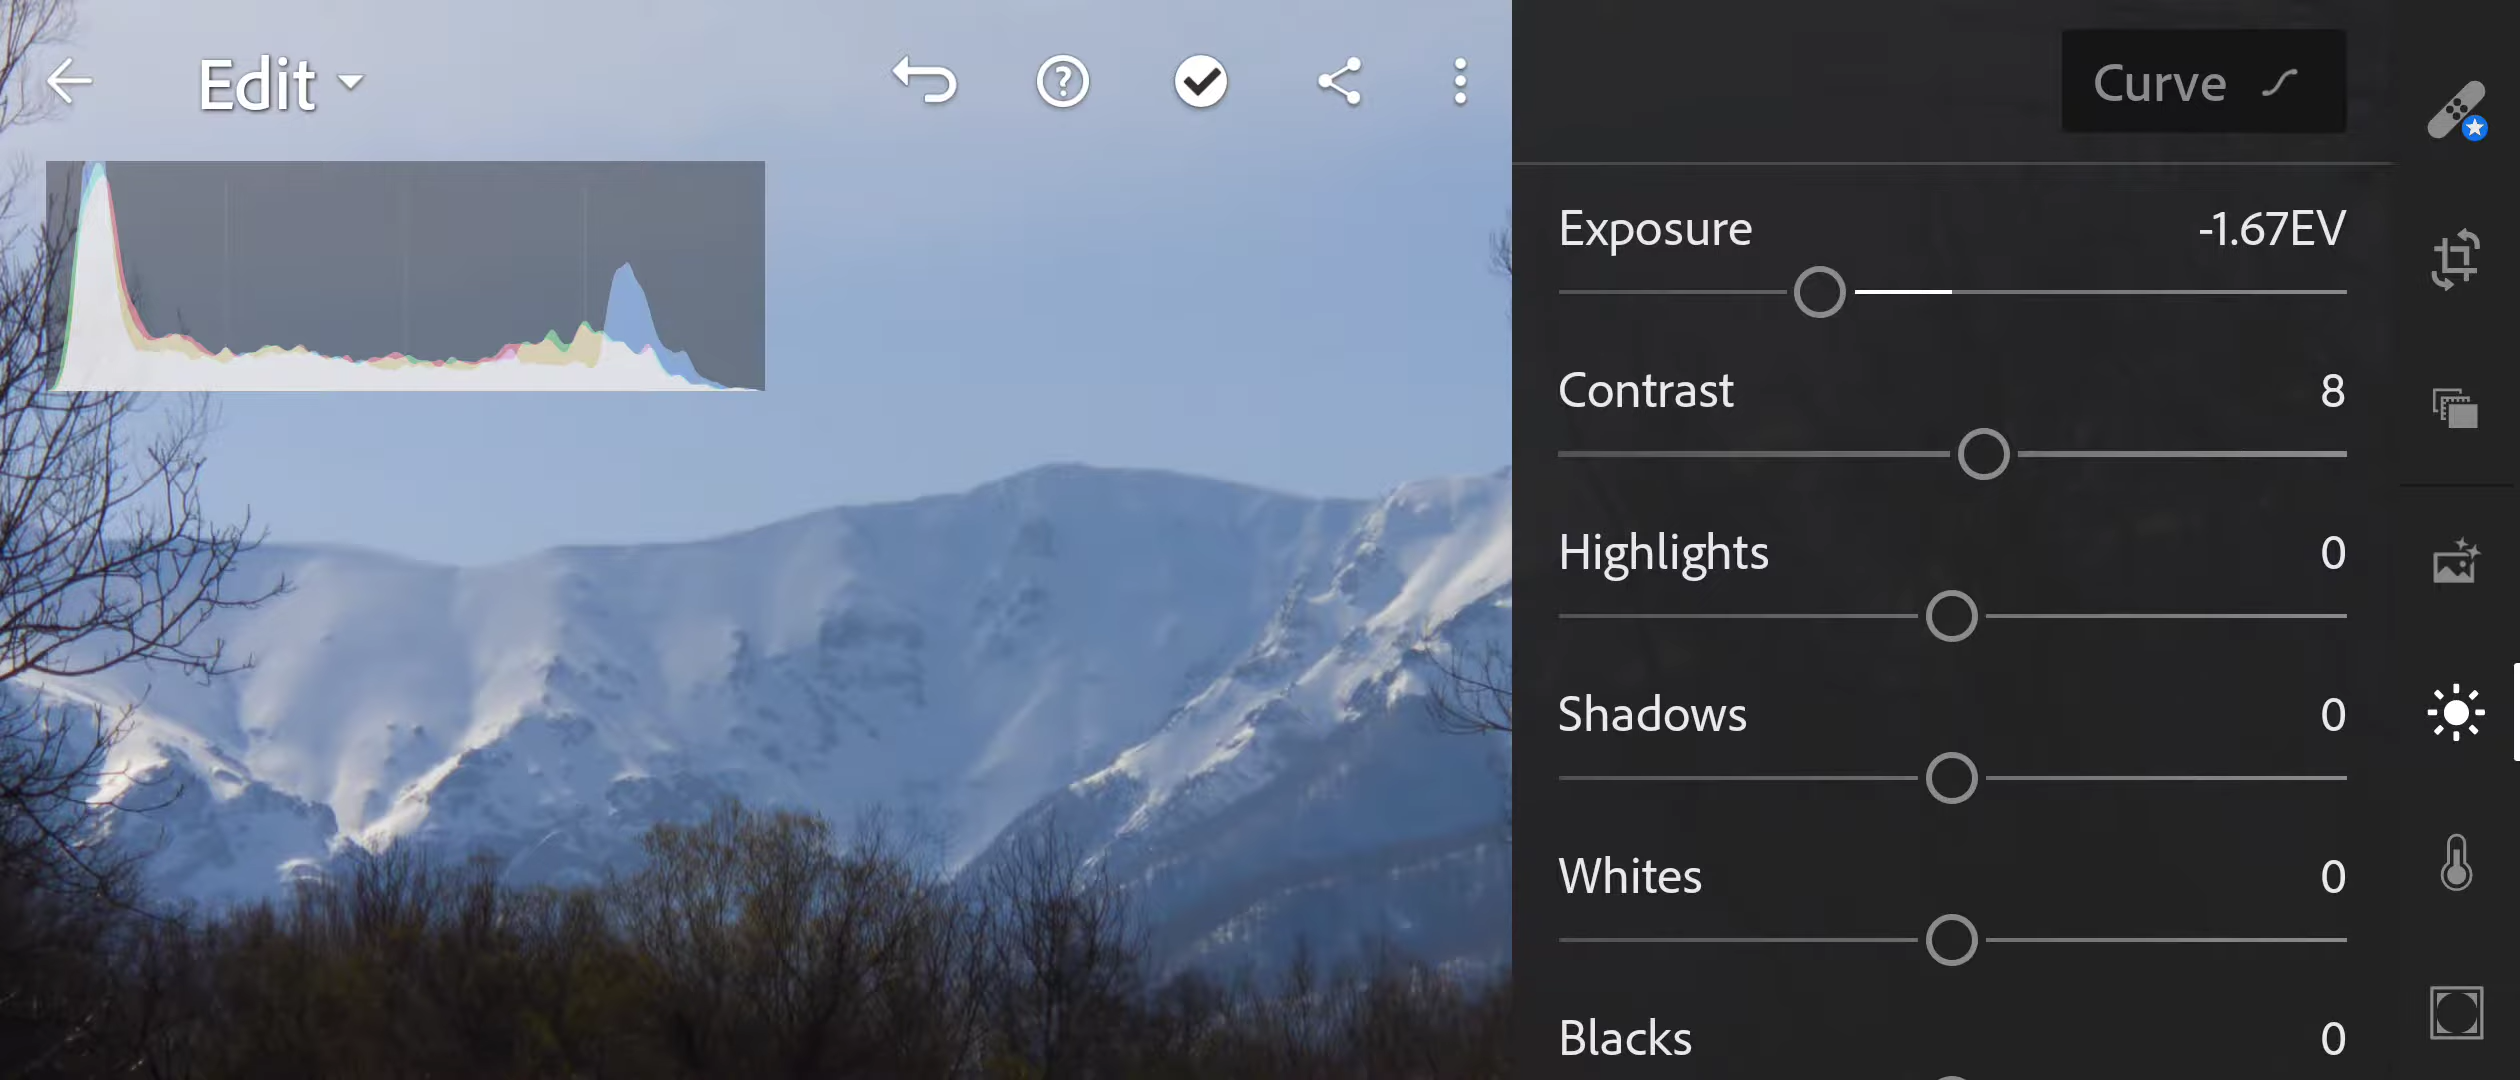 Edit
Curve
Exposure -1.67EV
Contrast 8
Highlights 0
Shadows 0
Whites 0
Blacks 0